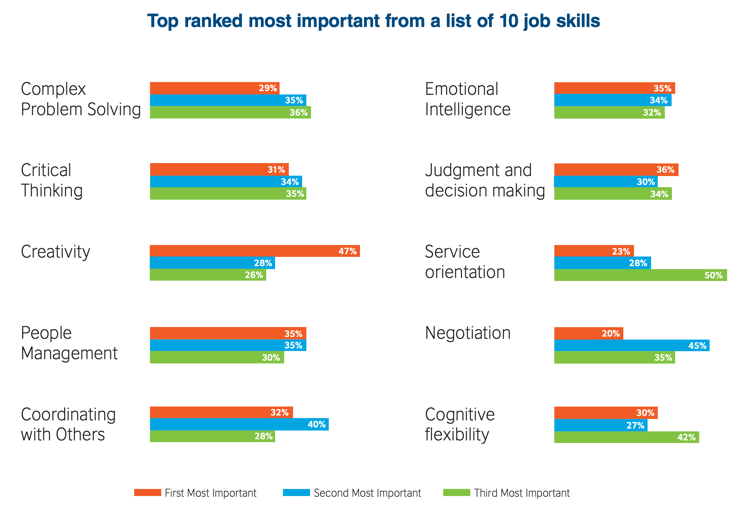 Top ranked most important from a list of 10 job skills
Complex
Problem Solving
29%
35%
36%
Critical
Thinking
31%
34%
35%
Creativity
47%
28%
26%
People
Management
35%
35%
30%
Coordinating
with Others
32%
40%
28%
Emotional
Intelligence
35%
34%
32%
Judgment and
decision making
36%
30%
34%
Service
orientation
23%
28%
50%
Negotiation
20%
45%
35%
Cognitive
flexibility
30%
27%
42%
First Most Important
Second Most Important
Third Most Important